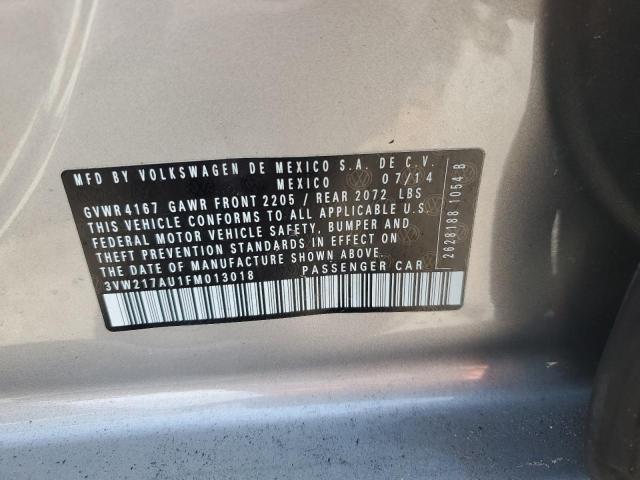 MFD BY VOLKSWAGEN DE MEXICO S.A. DE C.V.
MEXICO 07/14
GVWR 4167 GAWR FRONT 2205 / REAR 2072 LBS
THIS VEHICLE CONFORMS TO ALL APPLICABLE U.S.
FEDERAL MOTOR VEHICLE SAFETY, BUMPER AND
THEFT PREVENTION STANDARDS IN EFFECT ON
THE DATE OF MANUFACTURE SHOWN ABOVE.
3VW217AU1FM013018 PASSENGER CAR
2628188 1054 B